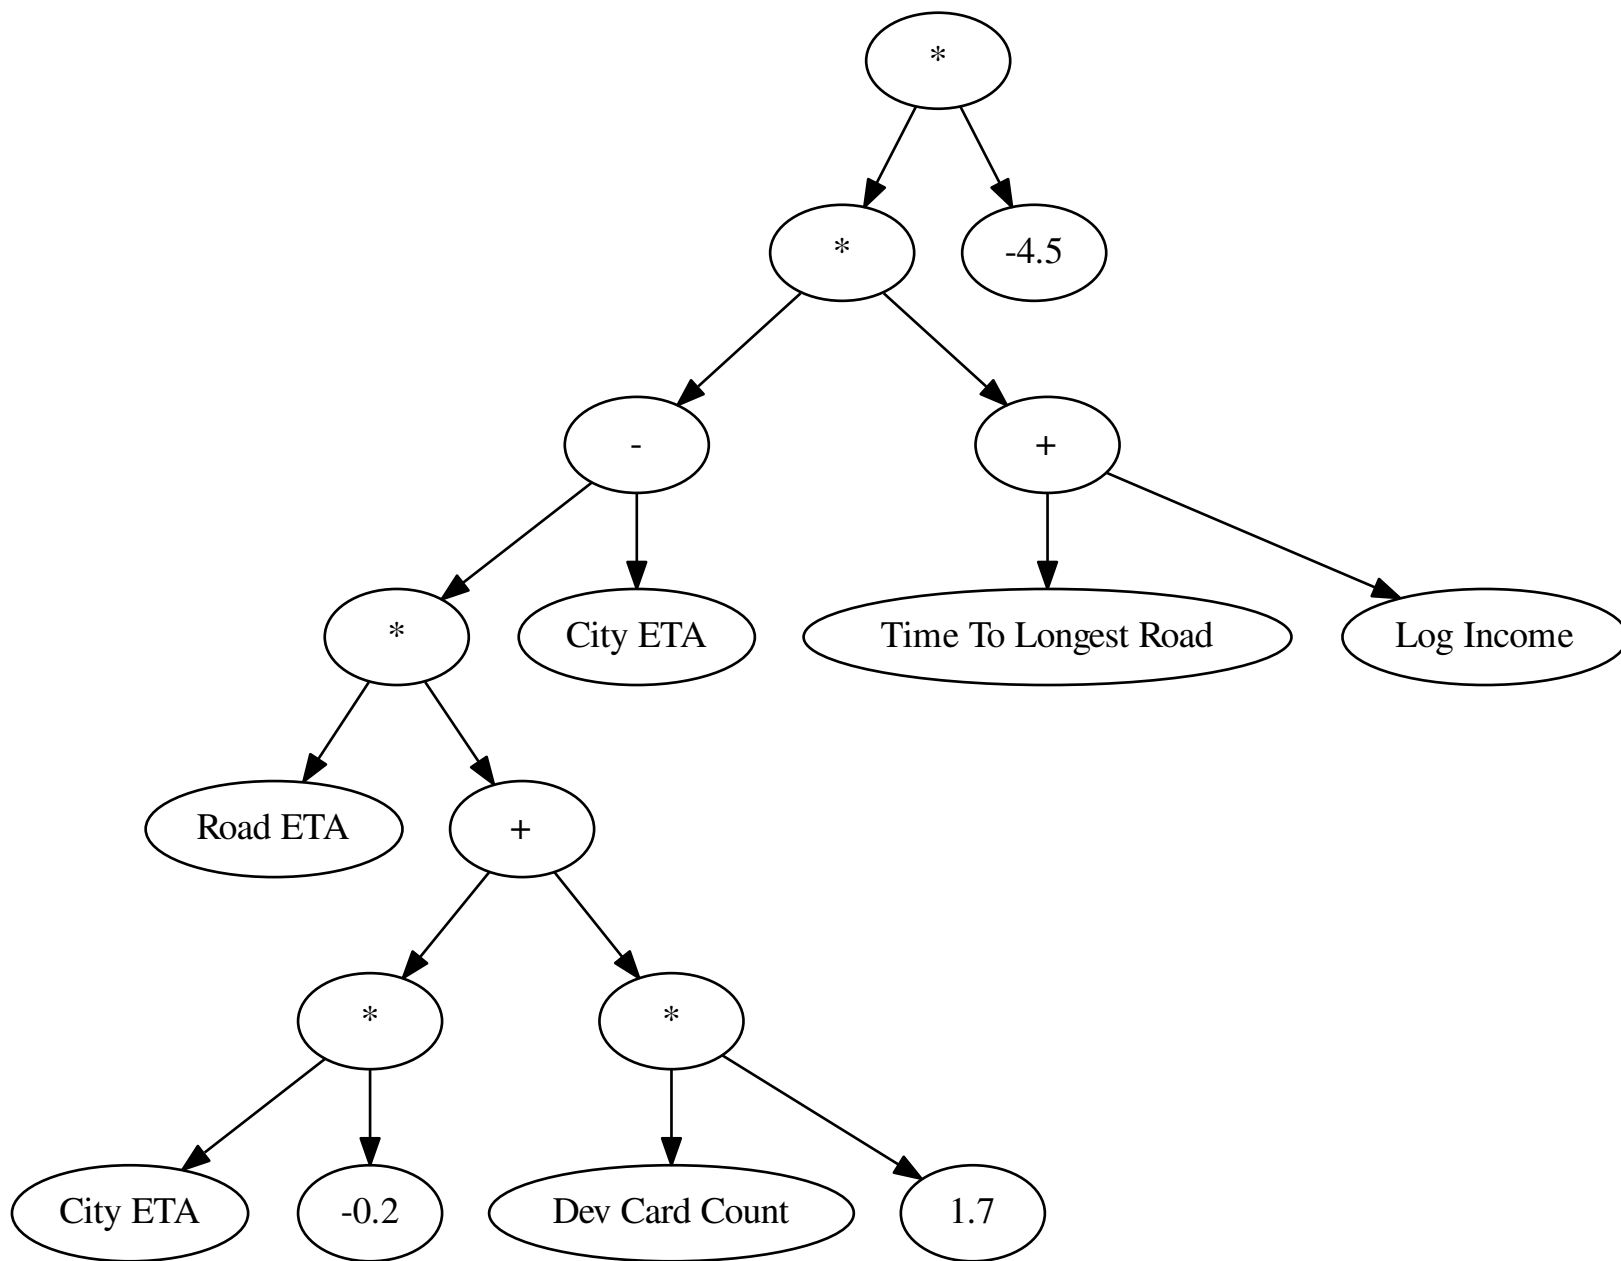 *
* -4.5
- +
* City ETA Time To Longest Road Log Income
Road ETA +
* *
City ETA -0.2 Dev Card Count 1.7